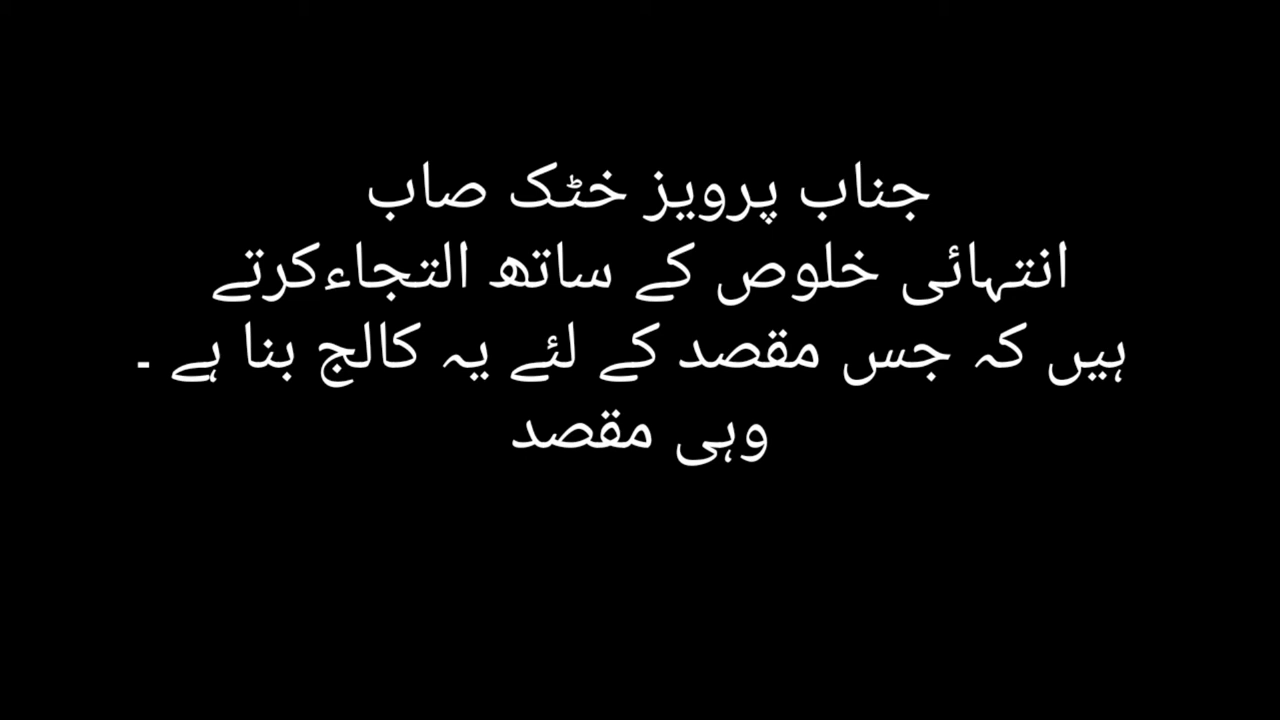 جناب پرویز خٹک صاب
انتہائی خلوص کے ساتھ التجاءکرتے
ہیں کہ جس مقصد کے لئے یہ کالج بنا ہے ۔
وہی مقصد